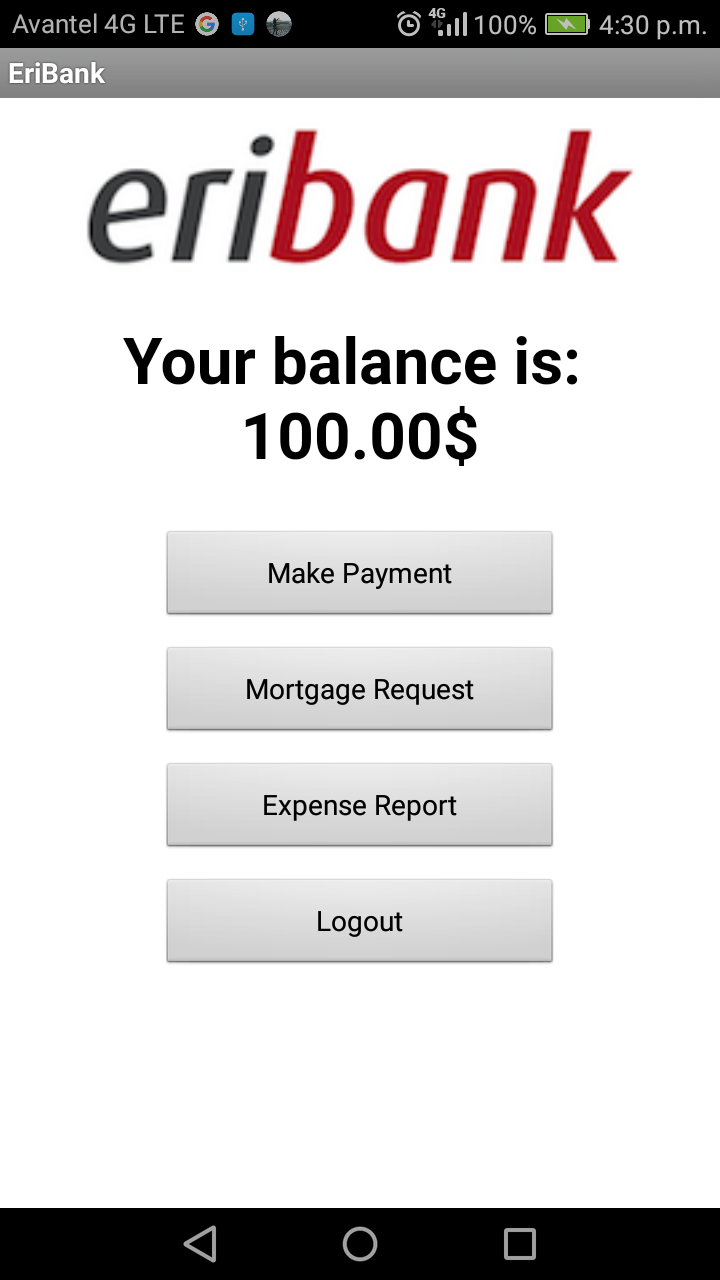 Avantel 4G LTE 4G 100% 4:30 p.m.
EriBank
eribank
Your balance is:
100.00$
Make Payment
Mortgage Request
Expense Report
Logout